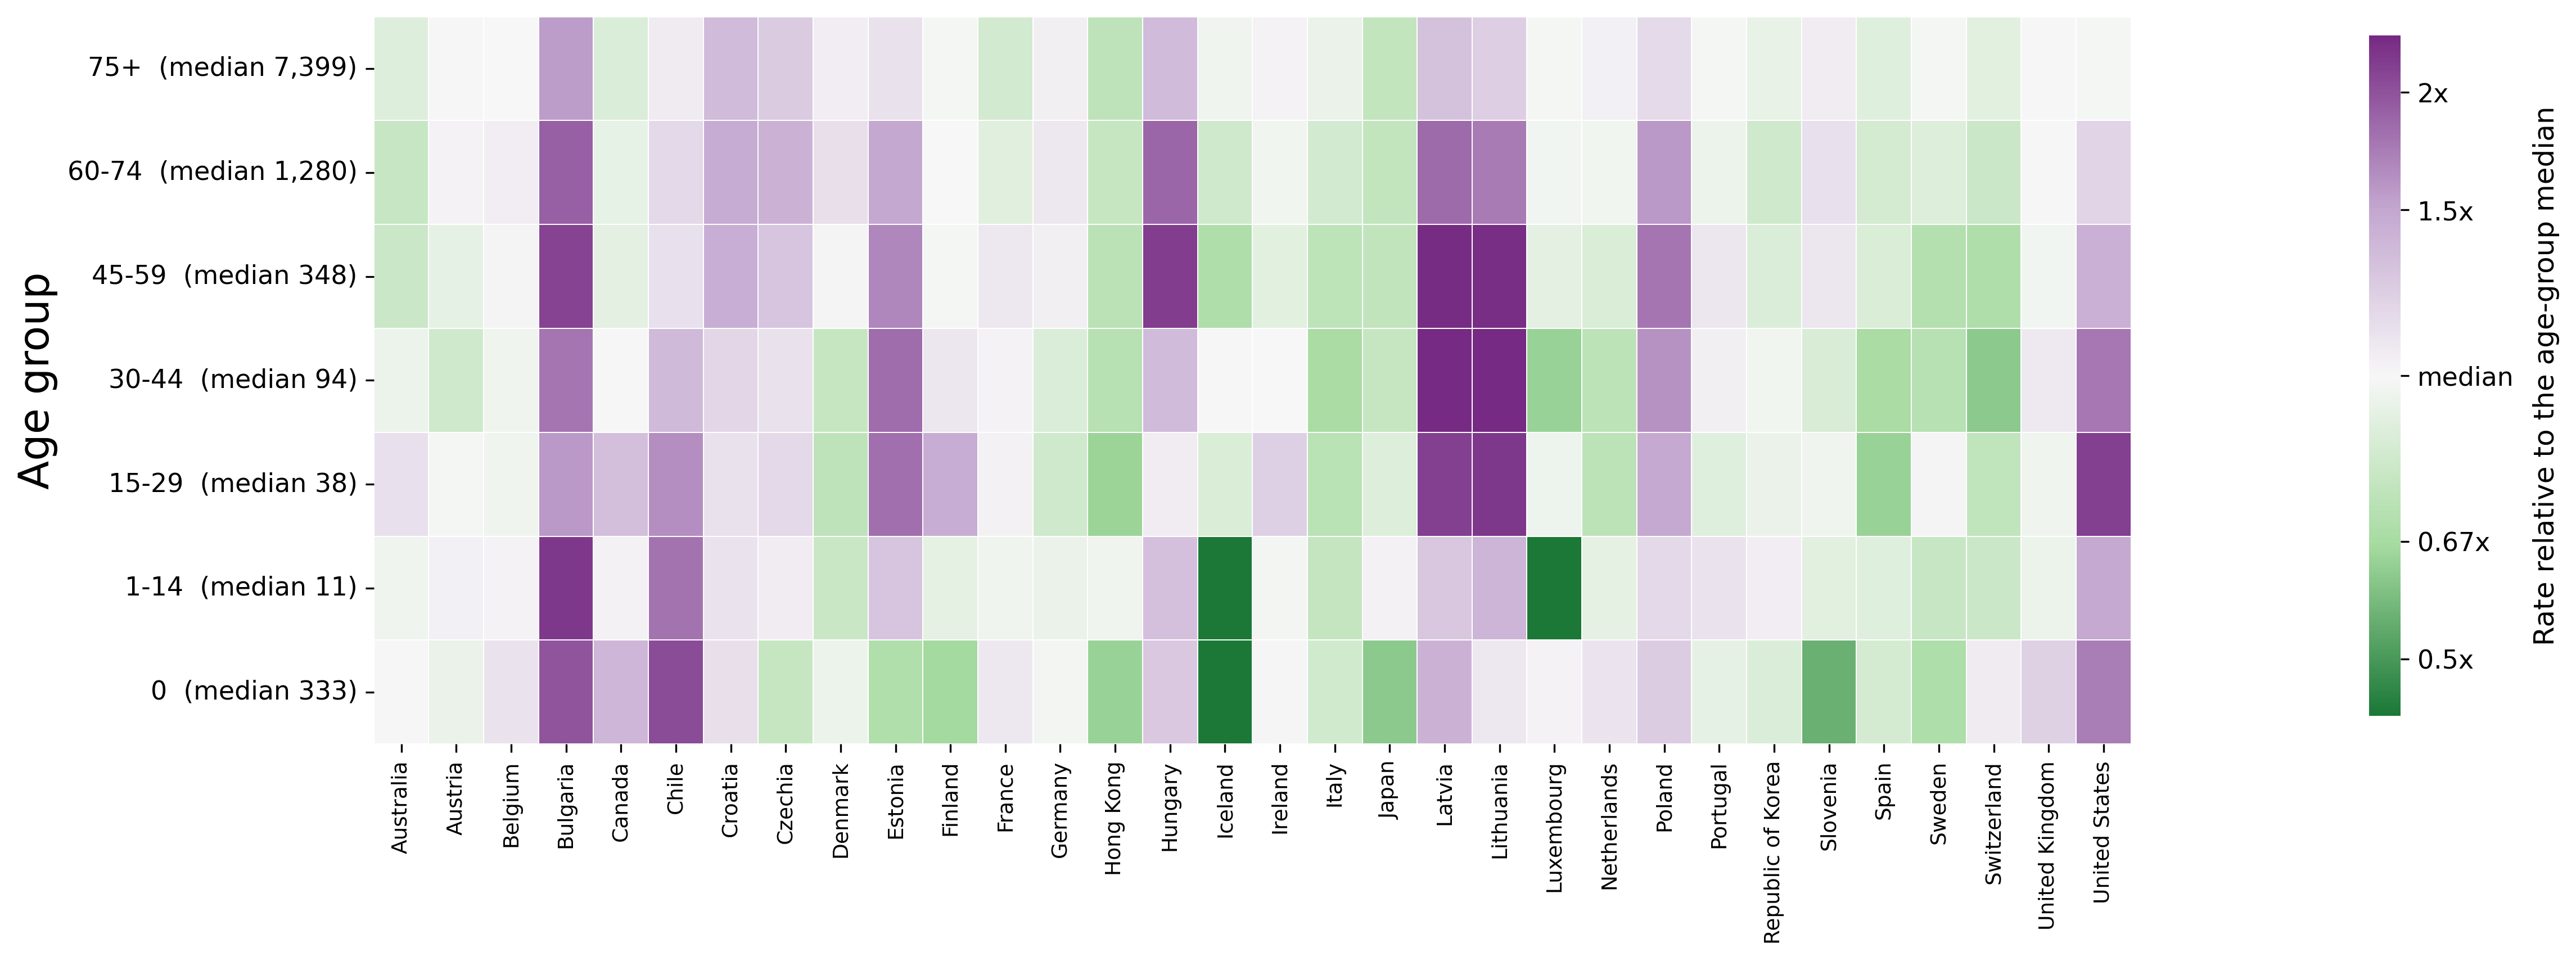 Age group
75+ (median 7,399)
60-74 (median 1,280)
45-59 (median 348)
30-44 (median 94)
15-29 (median 38)
1-14 (median 11)
0 (median 333)
Australia
Austria
Belgium
Bulgaria
Canada
Chile
Croatia
Czechia
Denmark
Estonia
Finland
France
Germany
Hong Kong
Hungary
Iceland
Ireland
Italy
Japan
Latvia
Lithuania
Luxembourg
Netherlands
Poland
Portugal
Republic of Korea
Slovenia
Spain
Sweden
Switzerland
United Kingdom
United States
2x
1.5x
median
0.67x
0.5x
Rate relative to the age-group median